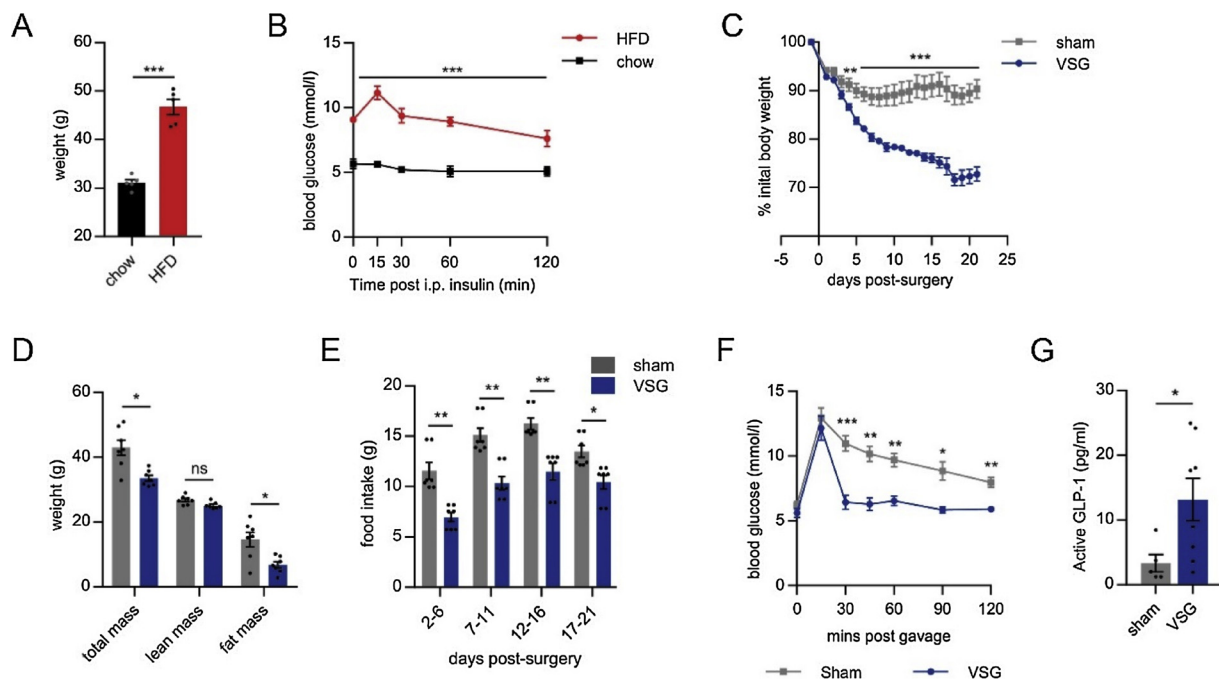 A
weight (g)
60
50
40
30
20
***
chow
HFD
B
blood glucose (mmol/l)
15
10
5
0
***
HFD
chow
0 15 30 60 120
Time post i.p. insulin (min)
C
% inital body weight
100
90
80
70
**
***
sham
VSG
-5 0 5 10 15 20 25
days post-surgery
D
weight (g)
60
40
20
0
*
ns
*
total mass
lean mass
fat mass
E
food intake (g)
20
15
10
5
0
**
**
**
*
sham
VSG
2-6
7-11
12-16
17-21
days post-surgery
F
blood glucose (mmol/l)
15
10
5
0
***
**
**
*
**
0 30 60 90 120
mins post gavage
Sham
VSG
G
Active GLP-1 (pg/ml)
30
20
10
0
*
sham
VSG